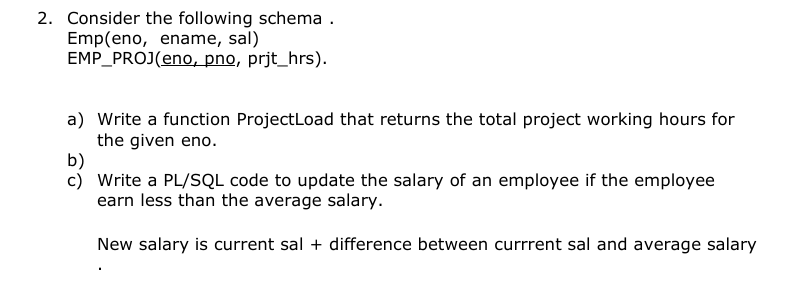 2. Consider the following schema .
Emp(eno, ename, sal)
EMP_PROJ(eno, pno, prjt_hrs).
a) Write a function ProjectLoad that returns the total project working hours for
the given eno.
b)
c) Write a PL/SQL code to update the salary of an employee if the employee
earn less than the average salary.
New salary is current sal + difference between currrent sal and average salary
.